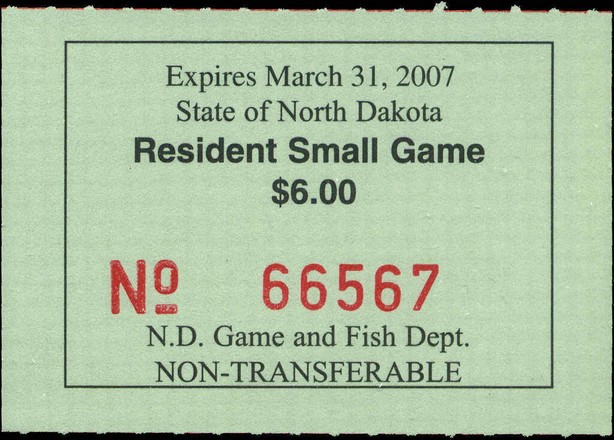 Expires March 31, 2007
State of North Dakota
Resident Small Game
$6.00
Nº 66567
N.D. Game and Fish Dept.
NON-TRANSFERABLE